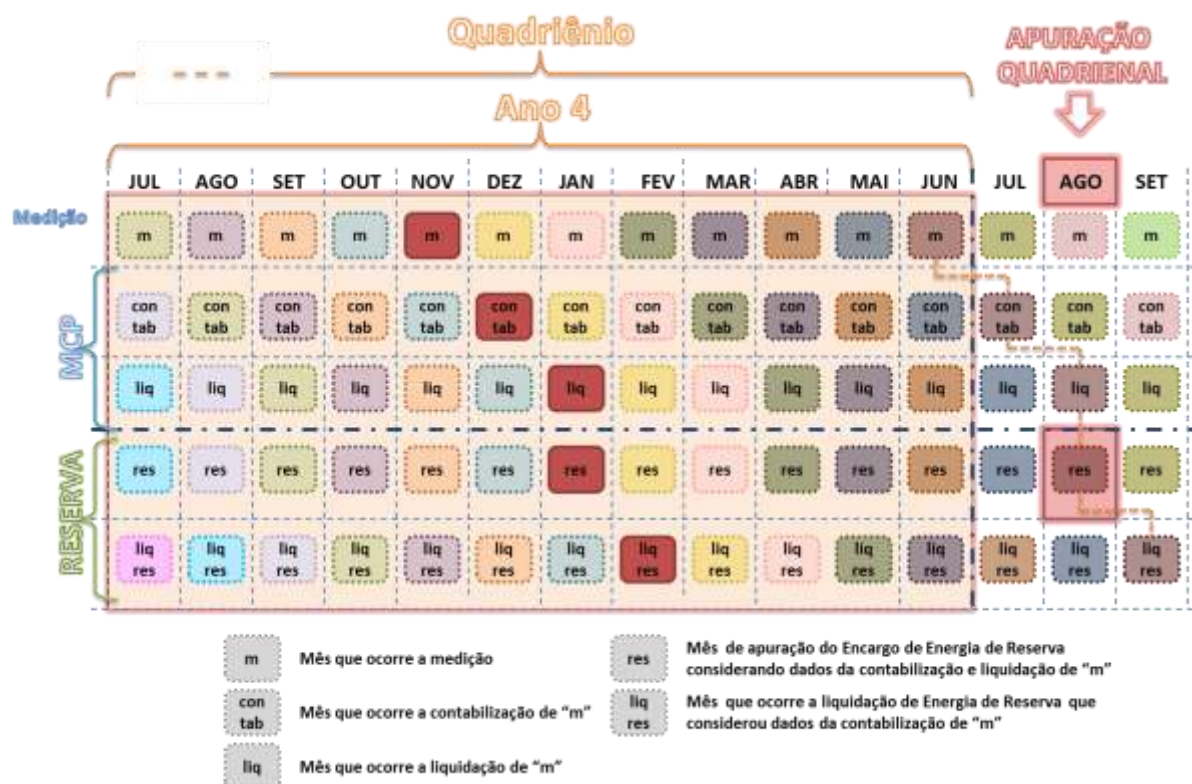 Quadriênio
APURAÇÃO
QUADRIENAL
Ano 4
JUL AGO SET OUT NOV DEZ JAN FEV MAR ABR MAI JUN JUL AGO SET
Medição
m m m m m m m m m m m m m m m
MCP
con con con con con con con con con con con con con con con
tab tab tab tab tab tab tab tab tab tab tab tab tab tab tab
liq liq liq liq liq liq liq liq liq liq liq liq liq liq liq
RESERVA
res res res res res res res res res res res res res res res
liq liq liq liq liq liq liq liq liq liq liq liq liq liq liq
res res res res res res res res res res res res res res res
m Mês que ocorre a medição
con
tab Mês que ocorre a contabilização de “m”
liq Mês que ocorre a liquidação de “m”
res Mês de apuração do Encargo de Energia de Reserva
considerando dados da contabilização e liquidação de “m”
liq
res Mês que ocorre a liquidação de Energia de Reserva que
considerou dados da contabilização de “m”